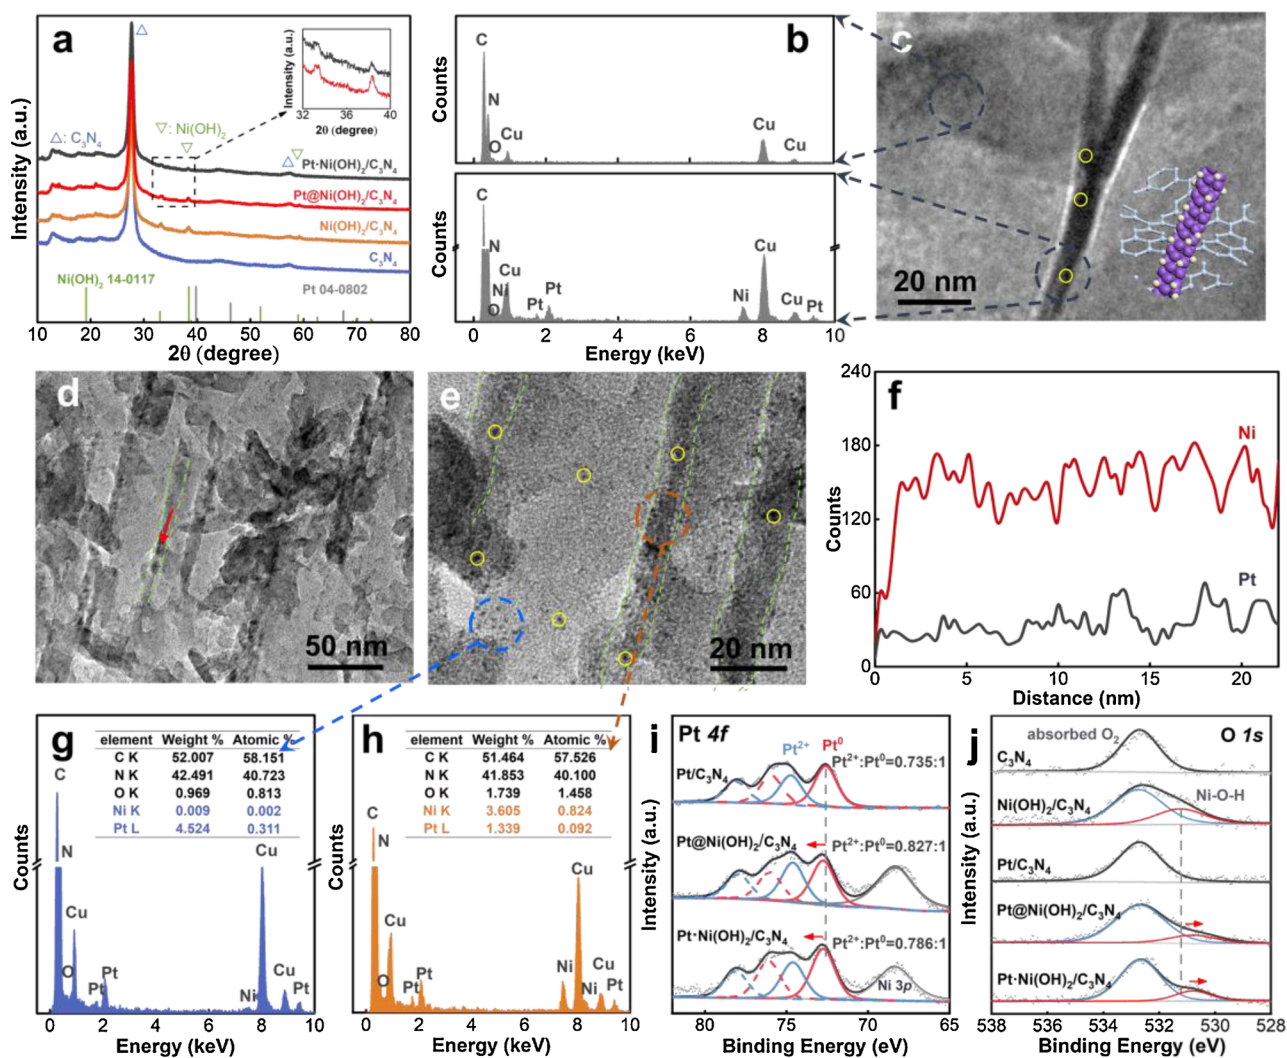 a
Intensity (a.u.)
△
△: C₃N₄
▽: Ni(OH)₂
▽
△▽
Intensity (a.u.)
32 36 40
2θ (degree)
Pt·Ni(OH)₂/C₃N₄
Pt@Ni(OH)₂/C₃N₄
Ni(OH)₂/C₃N₄
C₃N₄
Ni(OH)₂ 14-0117
Pt 04-0802
10 20 30 40 50 60 70 80
2θ (degree)
b
Counts
C
N
O
Cu
Cu
Counts
C
N
Cu
Ni
O
Pt
Pt
Ni
Cu
Cu
Pt
0 2 4 6 8 10
Energy (keV)
c
20 nm
d
50 nm
e
20 nm
f
Counts
240
180
120
60
0
Ni
Pt
0 5 10 15 20
Distance (nm)
g
element Weight % Atomic %
C K 52.007 58.151
N K 42.491 40.723
O K 0.969 0.813
Ni K 0.009 0.002
Pt L 4.524 0.311
Counts
C
N
Cu
O
Pt
Pt
Ni
Cu
Cu
Pt
0 2 4 6 8 10
Energy (keV)
h
element Weight % Atomic %
C K 51.464 57.526
N K 41.853 40.100
O K 1.739 1.458
Ni K 3.605 0.824
Pt L 1.339 0.092
Counts
C
N
Cu
O
Pt
Pt
Ni
Cu
Ni
Cu
Pt
0 2 4 6 8 10
Energy (keV)
i
Pt 4f
Intensity (a.u.)
Pt²⁺
Pt⁰
Pt/C₃N₄
Pt²⁺:Pt⁰=0.735:1
Pt@Ni(OH)₂/C₃N₄
Pt²⁺:Pt⁰=0.827:1
Pt·Ni(OH)₂/C₃N₄
Pt²⁺:Pt⁰=0.786:1
Ni 3p
80 75 70 65
Binding Energy (eV)
j
O 1s
Intensity (a.u.)
absorbed O₂
C₃N₄
Ni-O-H
Ni(OH)₂/C₃N₄
Pt/C₃N₄
Pt@Ni(OH)₂/C₃N₄
Pt·Ni(OH)₂/C₃N₄
538 536 534 532 530 528
Binding Energy (eV)